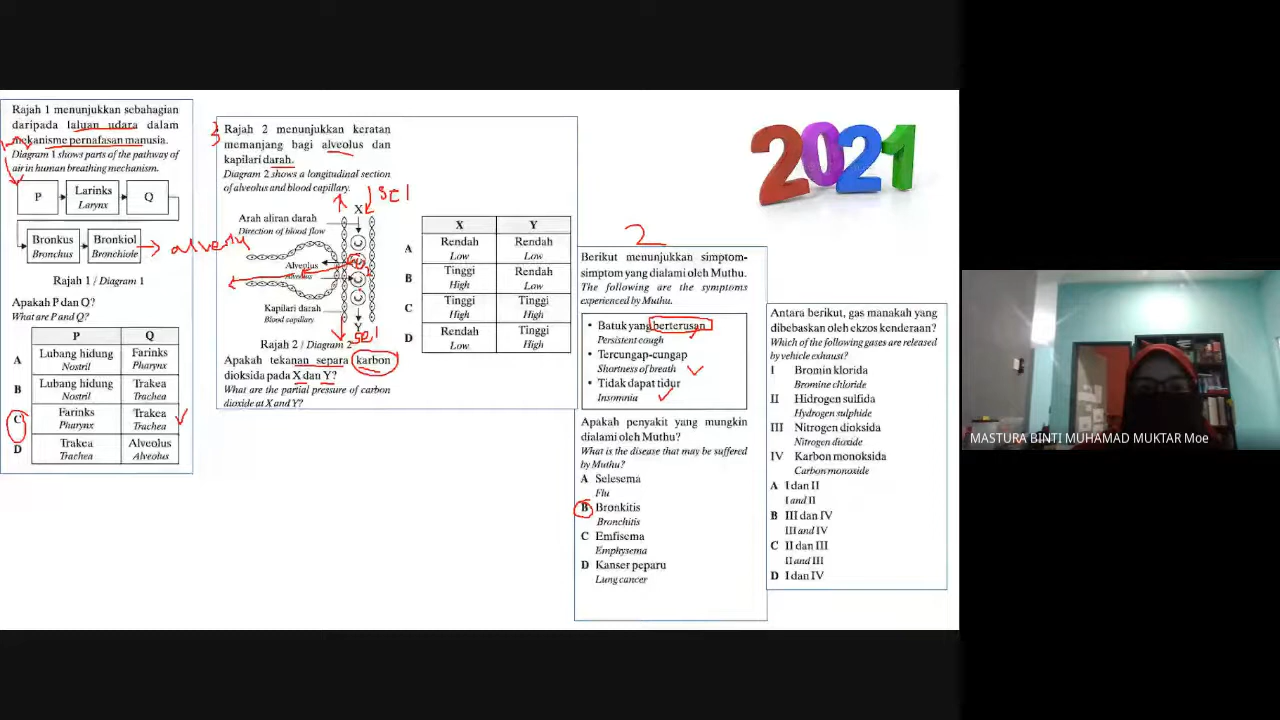 Rajah 1 menunjukkan sebahagian
daripada laluan udara dalam
mekanisme pernafasan manusia.
Diagram 1 shows parts of the pathway of
air in human breathing mechanism.
P
Larinks
Larynx
Q
Bronkus
Bronchus
Bronkiol
Bronchiole
alveolus
Rajah 1 / Diagram 1
Apakah P dan Q?
What are P and Q?
P Q
A Lubang hidung Farinks
Nostril Pharynx
B Lubang hidung Trakea
Nostril Trachea
C Farinks Trakea
Pharynx Trachea
D Trakea Alveolus
Trachea Alveolus
3
Rajah 2 menunjukkan keratan
memanjang bagi alveolus dan
kapilari darah.
Diagram 2 shows a longitudinal section
of alveolus and blood capillary.
X
sel
Arah aliran darah
Direction of blood flow
Alveolus
Alveolus
Kapilari darah
Blood capillary
Y
sel
Rajah 2 / Diagram 2
Apakah tekanan separa karbon
dioksida pada X dan Y?
What are the partial pressure of carbon
dioxide at X and Y?
X Y
A Rendah Rendah
Low Low
B Tinggi Rendah
High Low
C Tinggi Tinggi
High High
D Rendah Tinggi
Low High
2
Berikut menunjukkan simptom-
simptom yang dialami oleh Muthu.
The following are the symptoms
experienced by Muthu.
• Batuk yang berterusan
Persistent cough
• Tercungap-cungap
Shortness of breath
• Tidak dapat tidur
Insomnia
Apakah penyakit yang mungkin
dialami oleh Muthu?
What is the disease that may be suffered
by Muthu?
A Selesema
Flu
B Bronkitis
Bronchitis
C Emfisema
Emphysema
D Kanser peparu
Lung cancer
2021
Antara berikut, gas manakah yang
dibebaskan oleh ekzos kenderaan?
Which of the following gases are released
by vehicle exhaust?
I Bromin klorida
Bromine chloride
II Hidrogen sulfida
Hydrogen sulphide
III Nitrogen dioksida
Nitrogen dioxide
IV Karbon monoksida
Carbon monoxide
A I dan II
I and II
B III dan IV
III and IV
C II dan III
II and III
D I dan IV
MASTURA BINTI MUHAMAD MUKTAR Moe